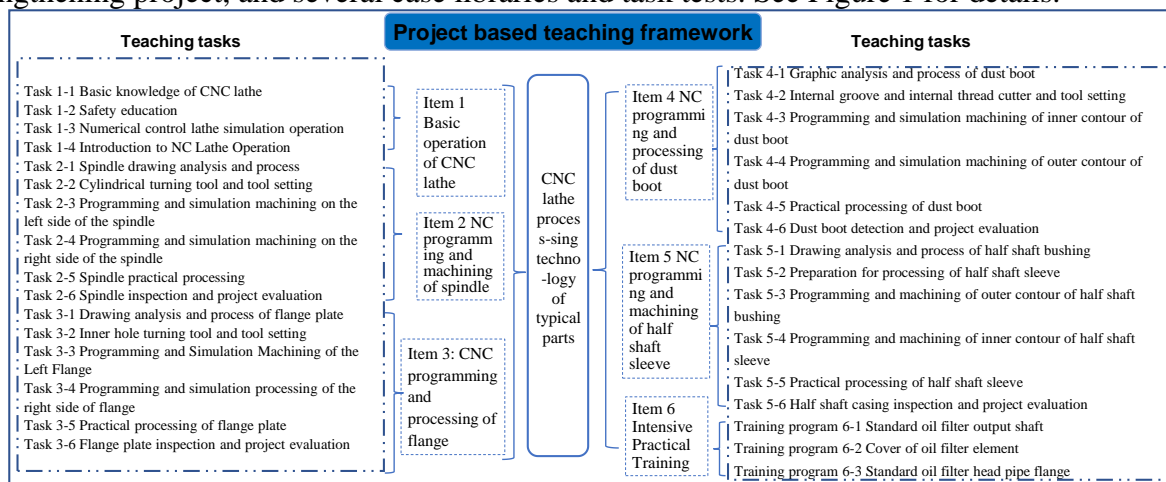 ngthening project, and several case libraries and task tests. See Figure 1 for details.
Project based teaching framework
Teaching tasks
Task 1-1 Basic knowledge of CNC lathe
Task 1-2 Safety education
Task 1-3 Numerical control lathe simulation operation
Task 1-4 Introduction to NC Lathe Operation
Task 2-1 Spindle drawing analysis and process
Task 2-2 Cylindrical turning tool and tool setting
Task 2-3 Programming and simulation machining on the
left side of the spindle
Task 2-4 Programming and simulation machining on the
right side of the spindle
Task 2-5 Spindle practical processing
Task 2-6 Spindle inspection and project evaluation
Task 3-1 Drawing analysis and process of flange plate
Task 3-2 Inner hole turning tool and tool setting
Task 3-3 Programming and Simulation Machining of the
Left Flange
Task 3-4 Programming and simulation processing of the
right side of flange
Task 3-5 Practical processing of flange plate
Task 3-6 Flange plate inspection and project evaluation
Item 1
Basic
operation
of CNC
lathe
Item 2 NC
programm
ing and
machining
of spindle
Item 3: CNC
programming
and
processing of
flange
CNC
lathe
proces
s-sing
techno
-logy of
typical
parts
Item 4 NC
programmi
ng and
processing
of dust
boot
Item 5 NC
programmi
ng and
machining
of half
shaft
sleeve
Item 6
Intensive
Practical
Training
Teaching tasks
Task 4-1 Graphic analysis and process of dust boot
Task 4-2 Internal groove and internal thread cutter and tool setting
Task 4-3 Programming and simulation machining of inner contour of
dust boot
Task 4-4 Programming and simulation machining of outer contour of
dust boot
Task 4-5 Practical processing of dust boot
Task 4-6 Dust boot detection and project evaluation
Task 5-1 Drawing analysis and process of half shaft bushing
Task 5-2 Preparation for processing of half shaft sleeve
Task 5-3 Programming and machining of outer contour of half shaft
bushing
Task 5-4 Programming and machining of inner contour of half shaft
sleeve
Task 5-5 Practical processing of half shaft sleeve
Task 5-6 Half shaft casing inspection and project evaluation
Training program 6-1 Standard oil filter output shaft
Training program 6-2 Cover of oil filter element
Training program 6-3 Standard oil filter head pipe flange